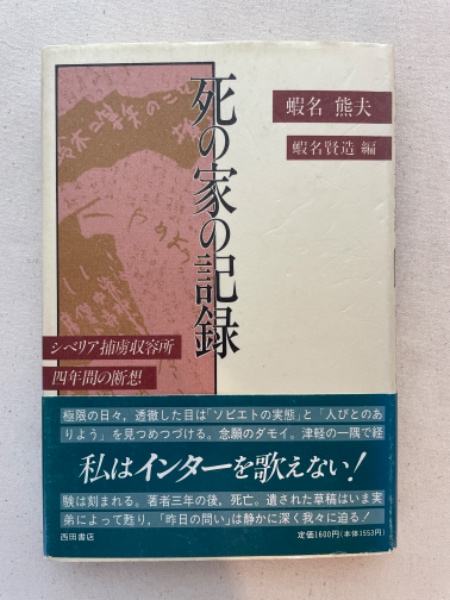 死の家の記録
蝦名 熊夫
蝦名賢造 編
シベリア捕虜収容所
四年間の断想
極限の日々，透徹した目は「ソビエトの実態」と「人びとのあ
りよう」を見つめつづける。念願のダモイ。津軽の一隅で経
私はインターを歌えない！
験は刻まれる。著者三年の後，死亡。遺された草稿はいま実
弟によって甦り，「昨日の問い」は静かに深く我々に迫る！
西田書店
定価1600円（本体1553円）